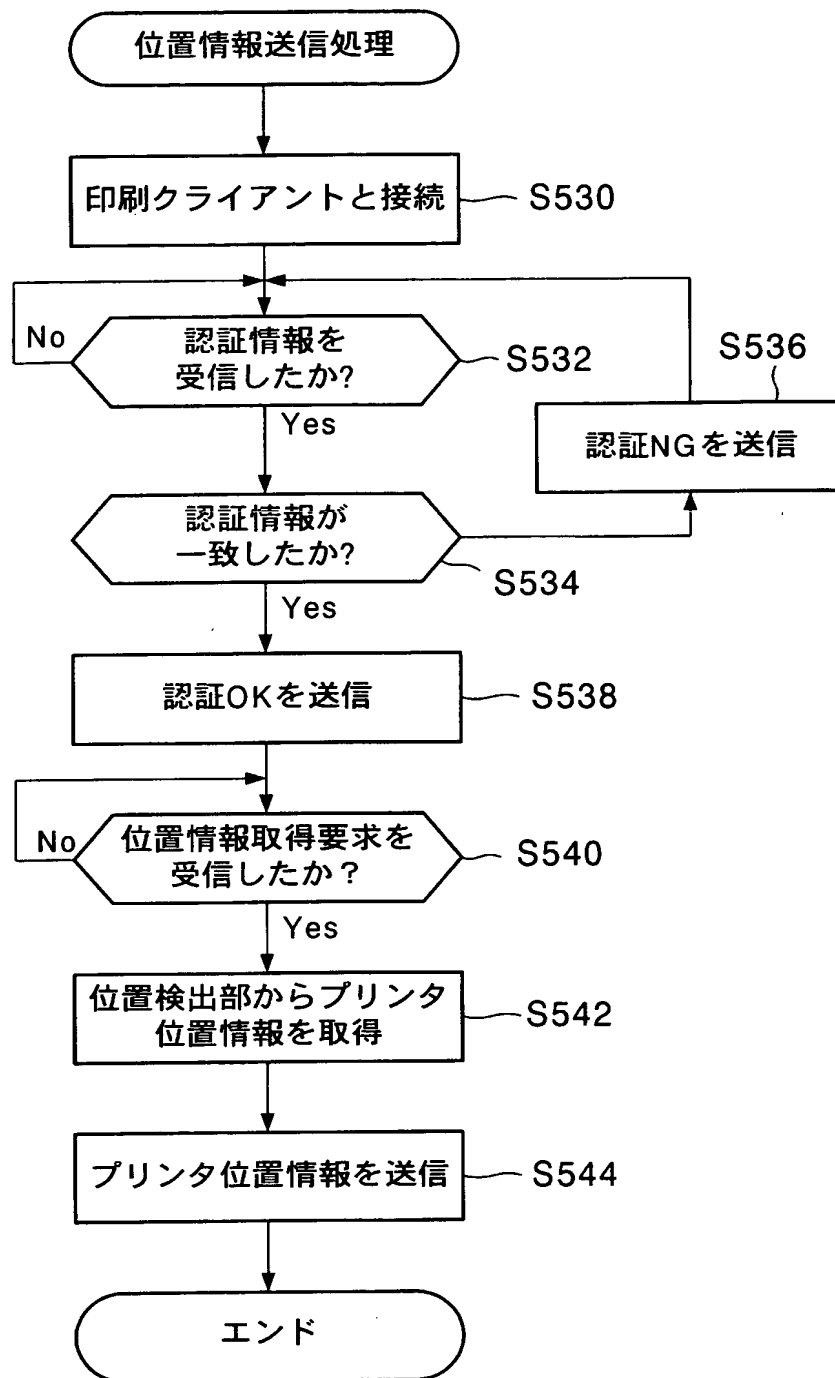 位置情報送信処理
印刷クライアントと接続
S530
No
認証情報を
受信したか?
S532
Yes
S536
認証NGを送信
認証情報が
一致したか?
S534
Yes
認証OKを送信
S538
No
位置情報取得要求を
受信したか？
S540
Yes
位置検出部からプリンタ
位置情報を取得
S542
プリンタ位置情報を送信
S544
エンド